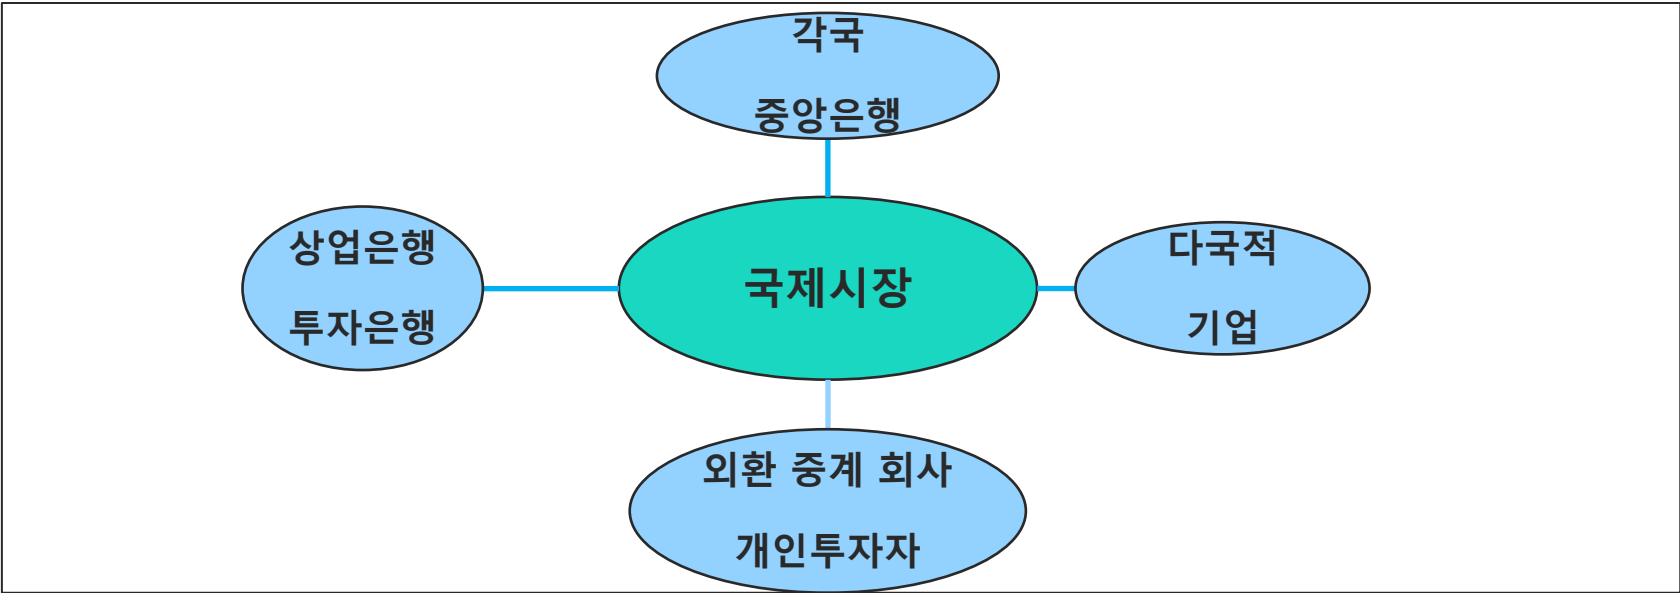 각국
중앙은행
상업은행
투자은행
국제시장
다국적
기업
외환 중계 회사
개인투자자